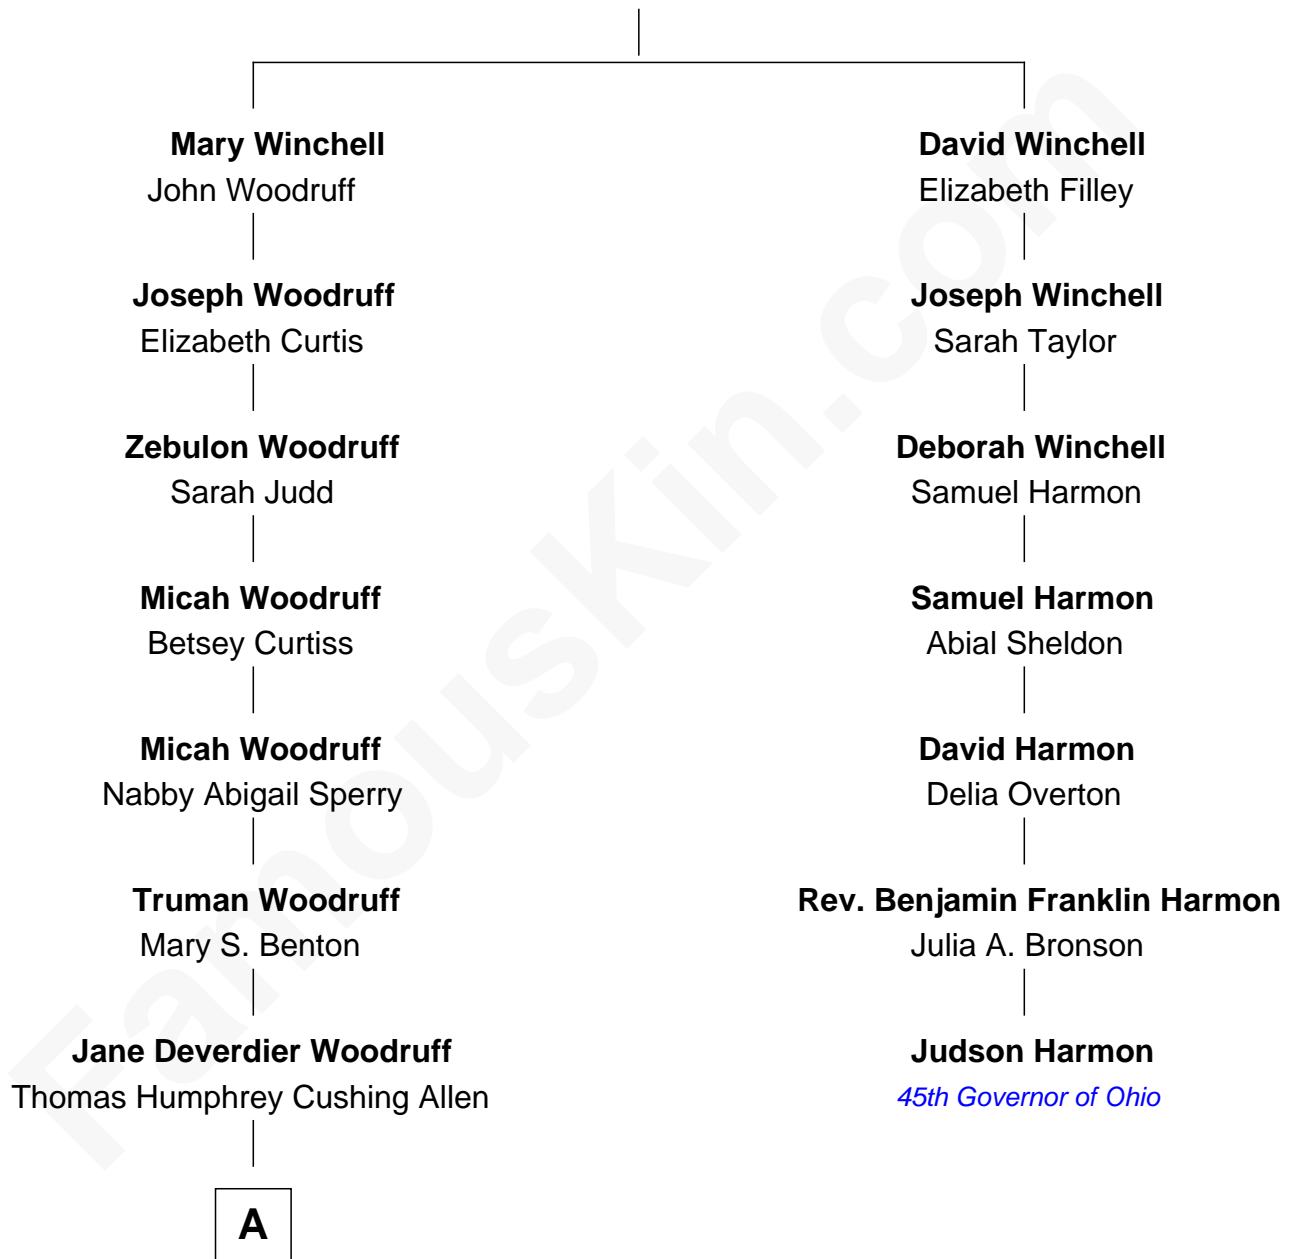 Mary Winchell
John Woodruff
Joseph Woodruff
Elizabeth Curtis
Zebulon Woodruff
Sarah Judd
Micah Woodruff
Betsey Curtiss
Micah Woodruff
Nabby Abigail Sperry
Truman Woodruff
Mary S. Benton
Jane Deverdier Woodruff
Thomas Humphrey Cushing Allen
A
David Winchell
Elizabeth Filley
Joseph Winchell
Sarah Taylor
Deborah Winchell
Samuel Harmon
Samuel Harmon
Abial Sheldon
David Harmon
Delia Overton
Rev. Benjamin Franklin Harmon
Julia A. Bronson
Judson Harmon
45th Governor of Ohio
FamousKin.com